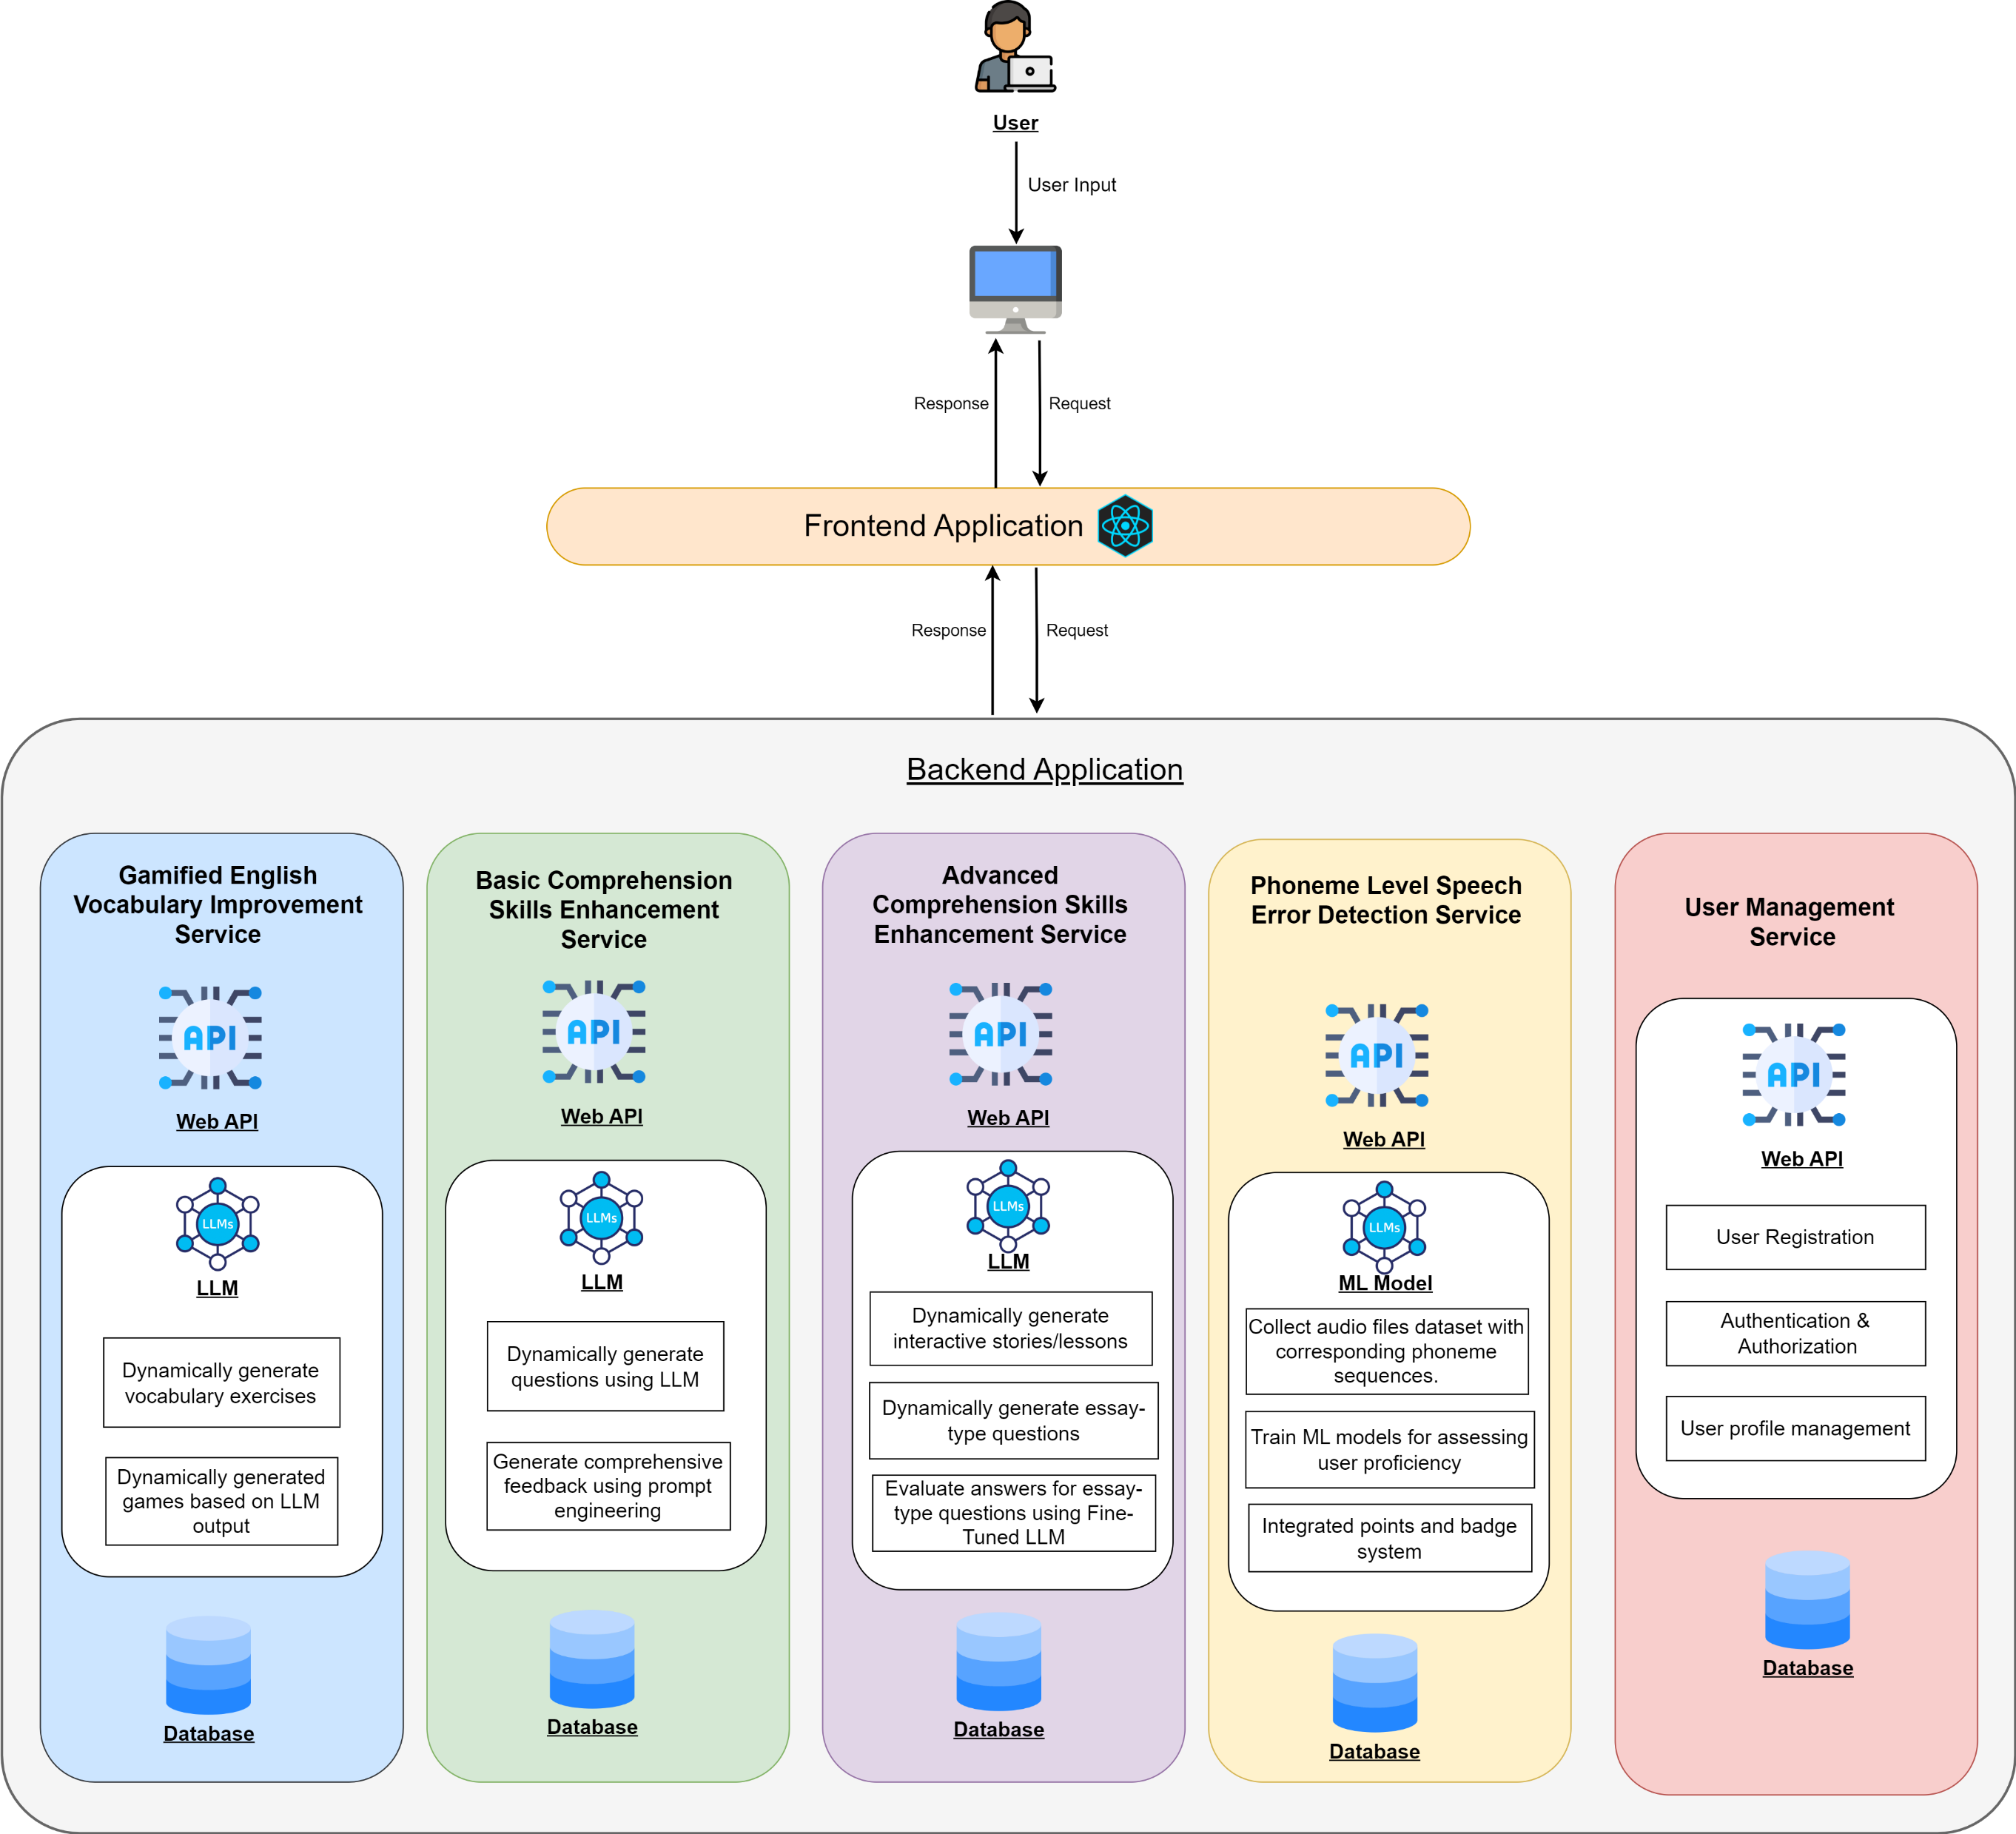 User
User Input
Response
Request
Frontend Application
Response
Request
Backend Application
Gamified English
Vocabulary Improvement
Service
API
Web API
LLMs
LLM
Dynamically generate
vocabulary exercises
Dynamically generated
games based on LLM
output
Database
Basic Comprehension
Skills Enhancement
Service
API
Web API
LLMs
LLM
Dynamically generate
questions using LLM
Generate comprehensive
feedback using prompt
engineering
Database
Advanced
Comprehension Skills
Enhancement Service
API
Web API
LLMs
LLM
Dynamically generate
interactive stories/lessons
Dynamically generate essay-
type questions
Evaluate answers for essay-
type questions using Fine-
Tuned LLM
Database
Phoneme Level Speech
Error Detection Service
API
Web API
LLMs
ML Model
Collect audio files dataset with
corresponding phoneme
sequences.
Train ML models for assessing
user proficiency
Integrated points and badge
system
Database
User Management
Service
API
Web API
User Registration
Authentication &
Authorization
User profile management
Database